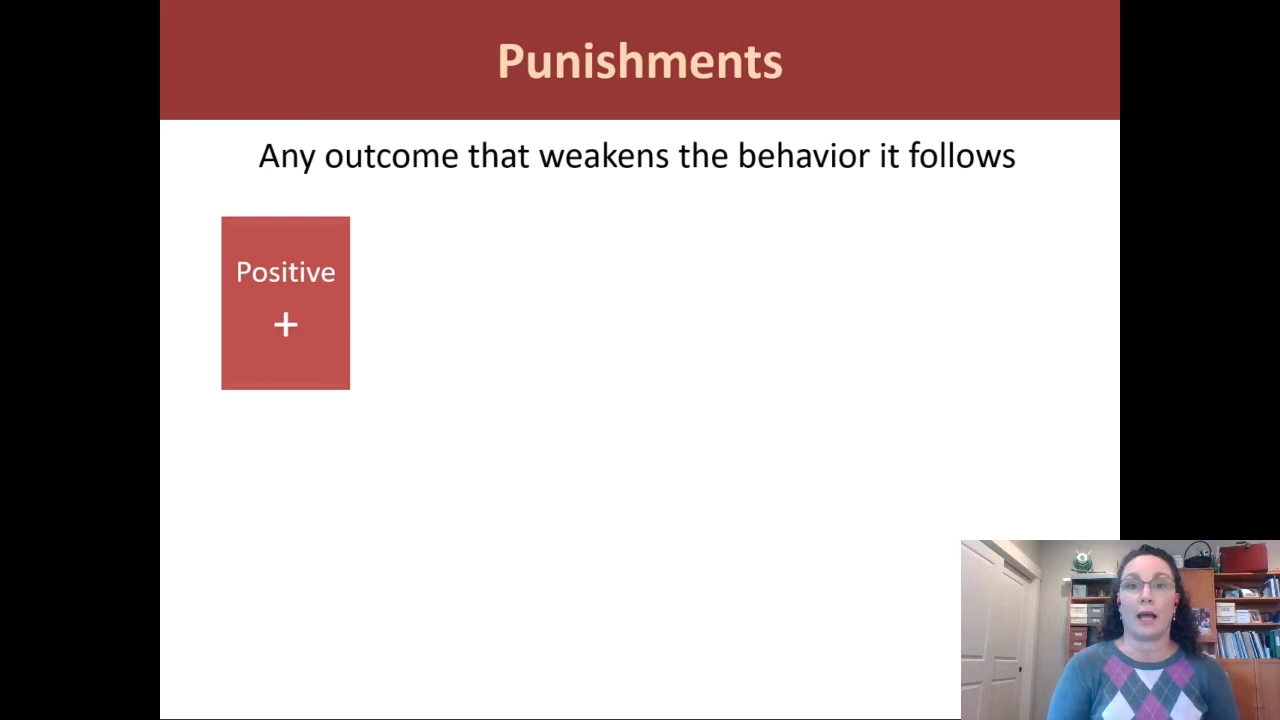 Punishments
Any outcome that weakens the behavior it follows
Positive
+